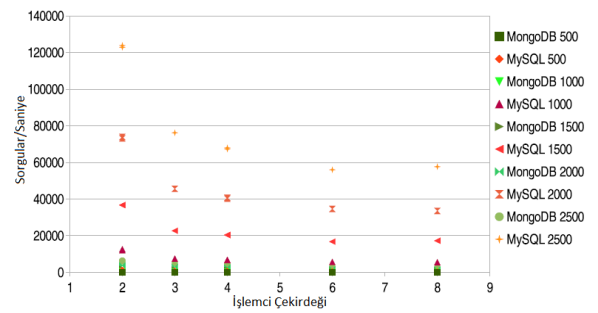 140000
120000
100000
80000
60000
40000
20000
0
1 2 3 4 5 6 7 8 9
Sorgular/Saniye
İşlemci Çekirdeği
MongoDB 500
MySQL 500
MongoDB 1000
MySQL 1000
MongoDB 1500
MySQL 1500
MongoDB 2000
MySQL 2000
MongoDB 2500
MySQL 2500